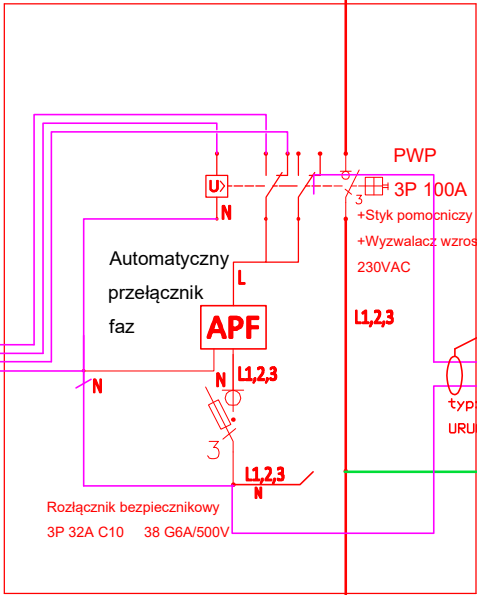 PWP
U>
3P 100A
3
N
+Styk pomocniczy
+Wyzwalacz wzros
230VAC
Automatyczny
przełącznik
faz
L
L1,2,3
APF
N
N
L1,2,3
typ:
URU
3
L1,2,3
N
Rozłącznik bezpiecznikowy
3P 32A C10 38 G6A/500V